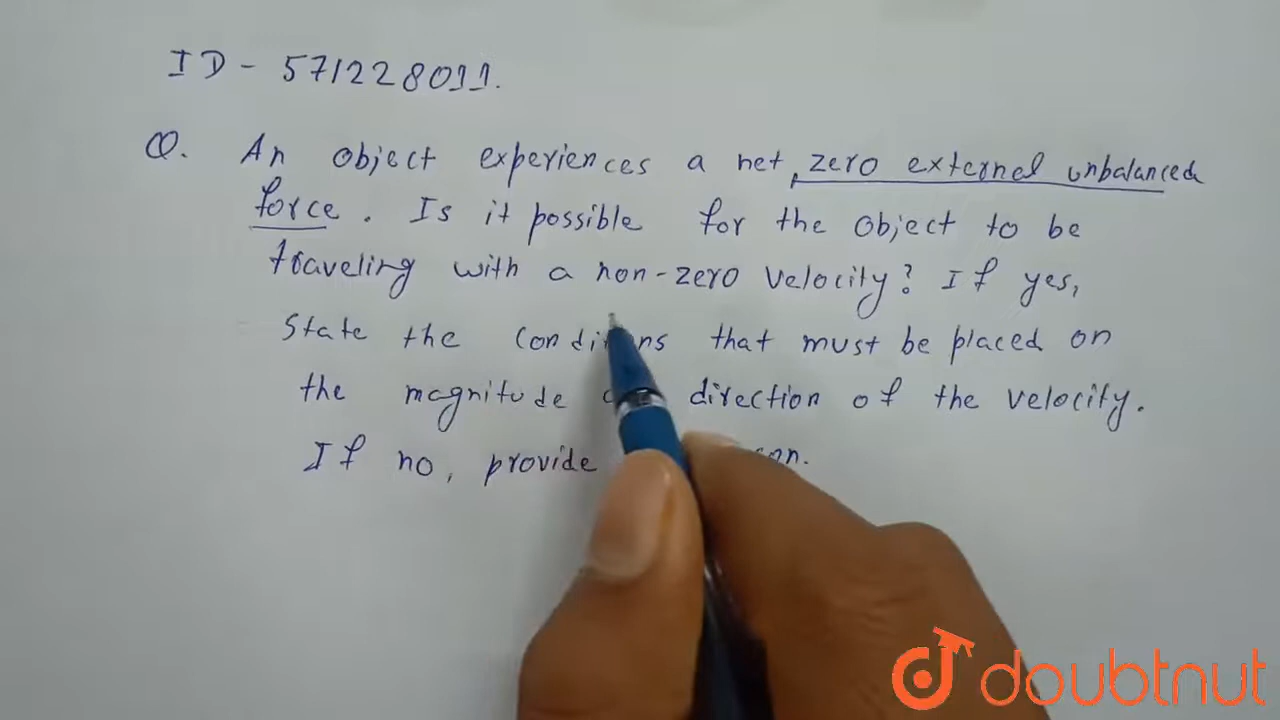 ID - 571228011.
Q. An object experiences a net, zero external unbalanced
force. Is it possible for the object to be
traveling with a non-zero velocity? If yes,
State the that must be placed on
the magnitude direction of the velocity.
If no, provide
doubtnut